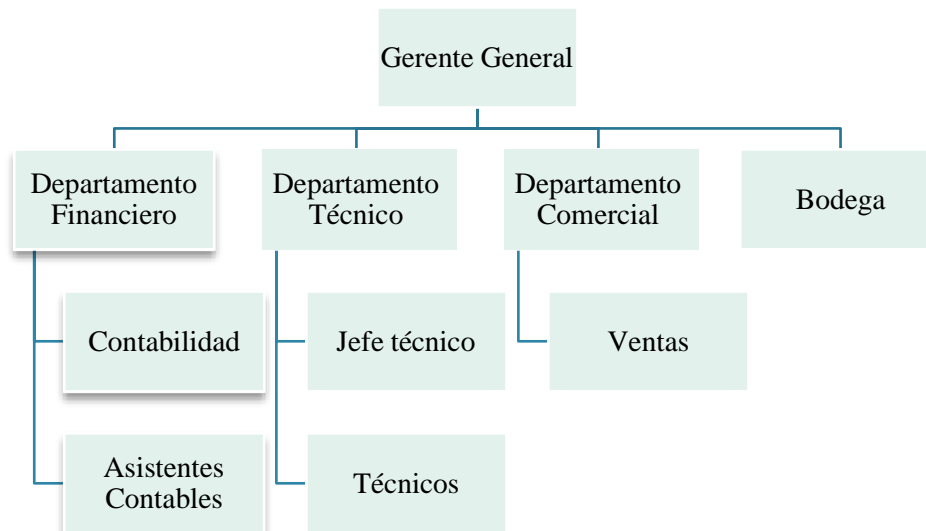 Gerente General
Departamento
Financiero
Departamento
Técnico
Departamento
Comercial
Bodega
Contabilidad
Jefe técnico
Ventas
Asistentes
Contables
Técnicos